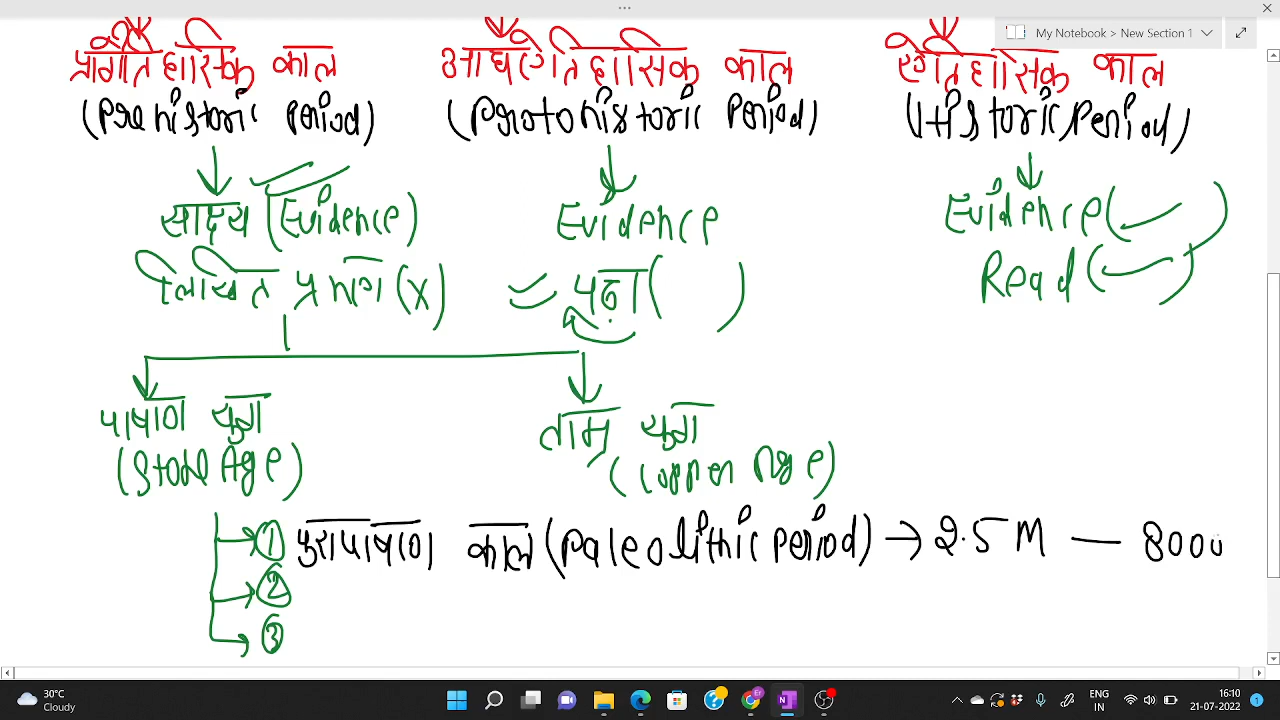 My Notebook > New Section 1
प्रागैतिहासिक काल
(Prehistoric Period)
आद्यऐतिहासिक काल
(Protohistoric Period)
ऐतिहासिक काल
(Historic Period)
साक्ष्य (Evidence)
लिखित प्रमाण (x)
Evidence
पढ़ा ( )
Evidence (✓)
Read (✓)
पाषाण युग
(Stone Age)
ताम्र युग
(Copper Age)
① पुरापाषाण काल (Paleolithic Period) → 2.5 M — 8000
②
③
30°C
Cloudy
ENG
IN
16:10
21-07-2022